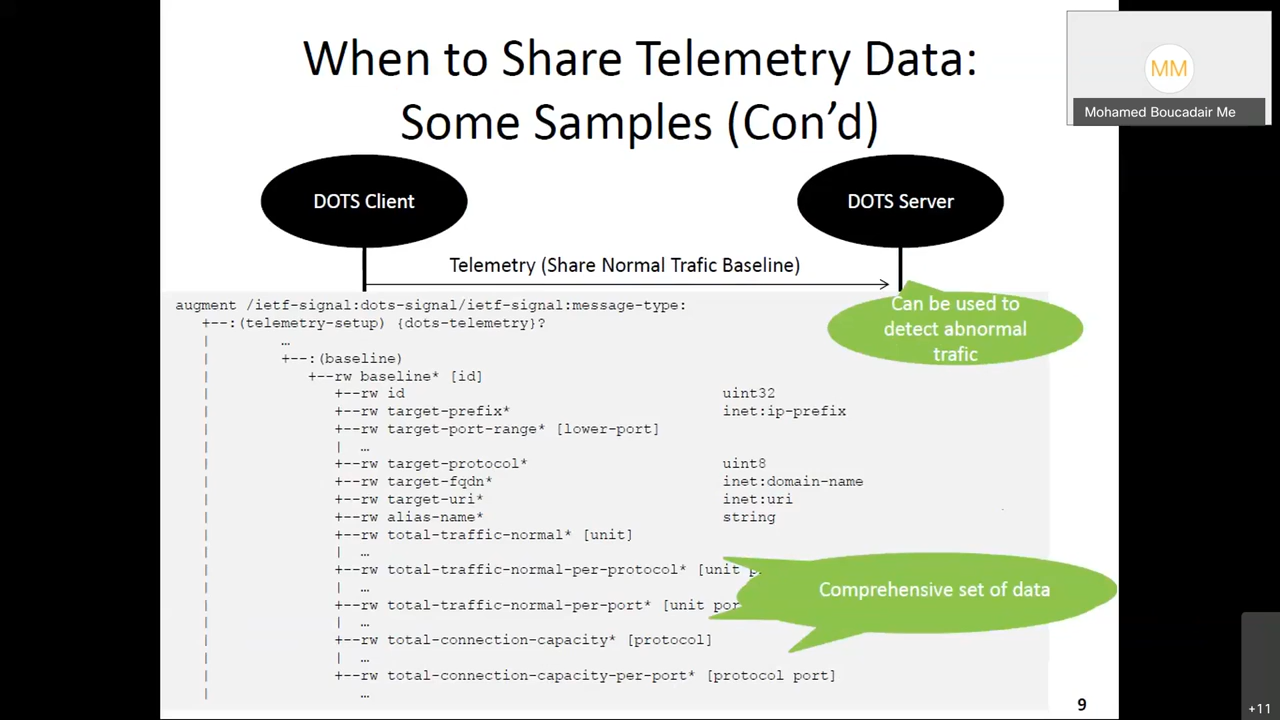 When to Share Telemetry Data:
Some Samples (Con'd)
MM
Mohamed Boucadair Me
DOTS Client
DOTS Server
Telemetry (Share Normal Trafic Baseline)
Can be used to
detect abnormal
trafic
augment /ietf-signal:dots-signal/ietf-signal:message-type:
+--:(telemetry-setup) {dots-telemetry}?
| …
| +--:(baseline)
| +--rw baseline* [id]
| +--rw id uint32
| +--rw target-prefix* inet:ip-prefix
| +--rw target-port-range* [lower-port]
| | …
| +--rw target-protocol* uint8
| +--rw target-fqdn* inet:domain-name
| +--rw target-uri* inet:uri
| +--rw alias-name* string
| +--rw total-traffic-normal* [unit]
| | …
| +--rw total-traffic-normal-per-protocol* [unit
| | …
| +--rw total-traffic-normal-per-port* [unit
| | …
| +--rw total-connection-capacity* [protocol]
| | …
| +--rw total-connection-capacity-per-port* [protocol port]
| …
Comprehensive set of data
9
+11